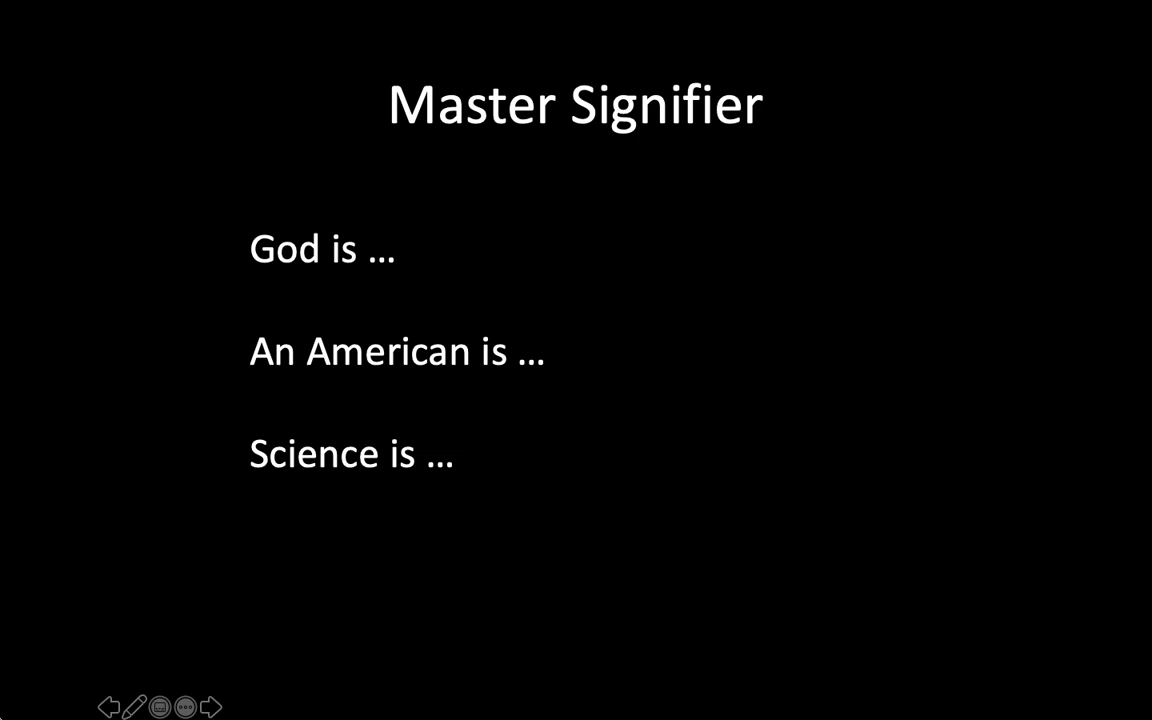 Master Signifier
God is …
An American is …
Science is …